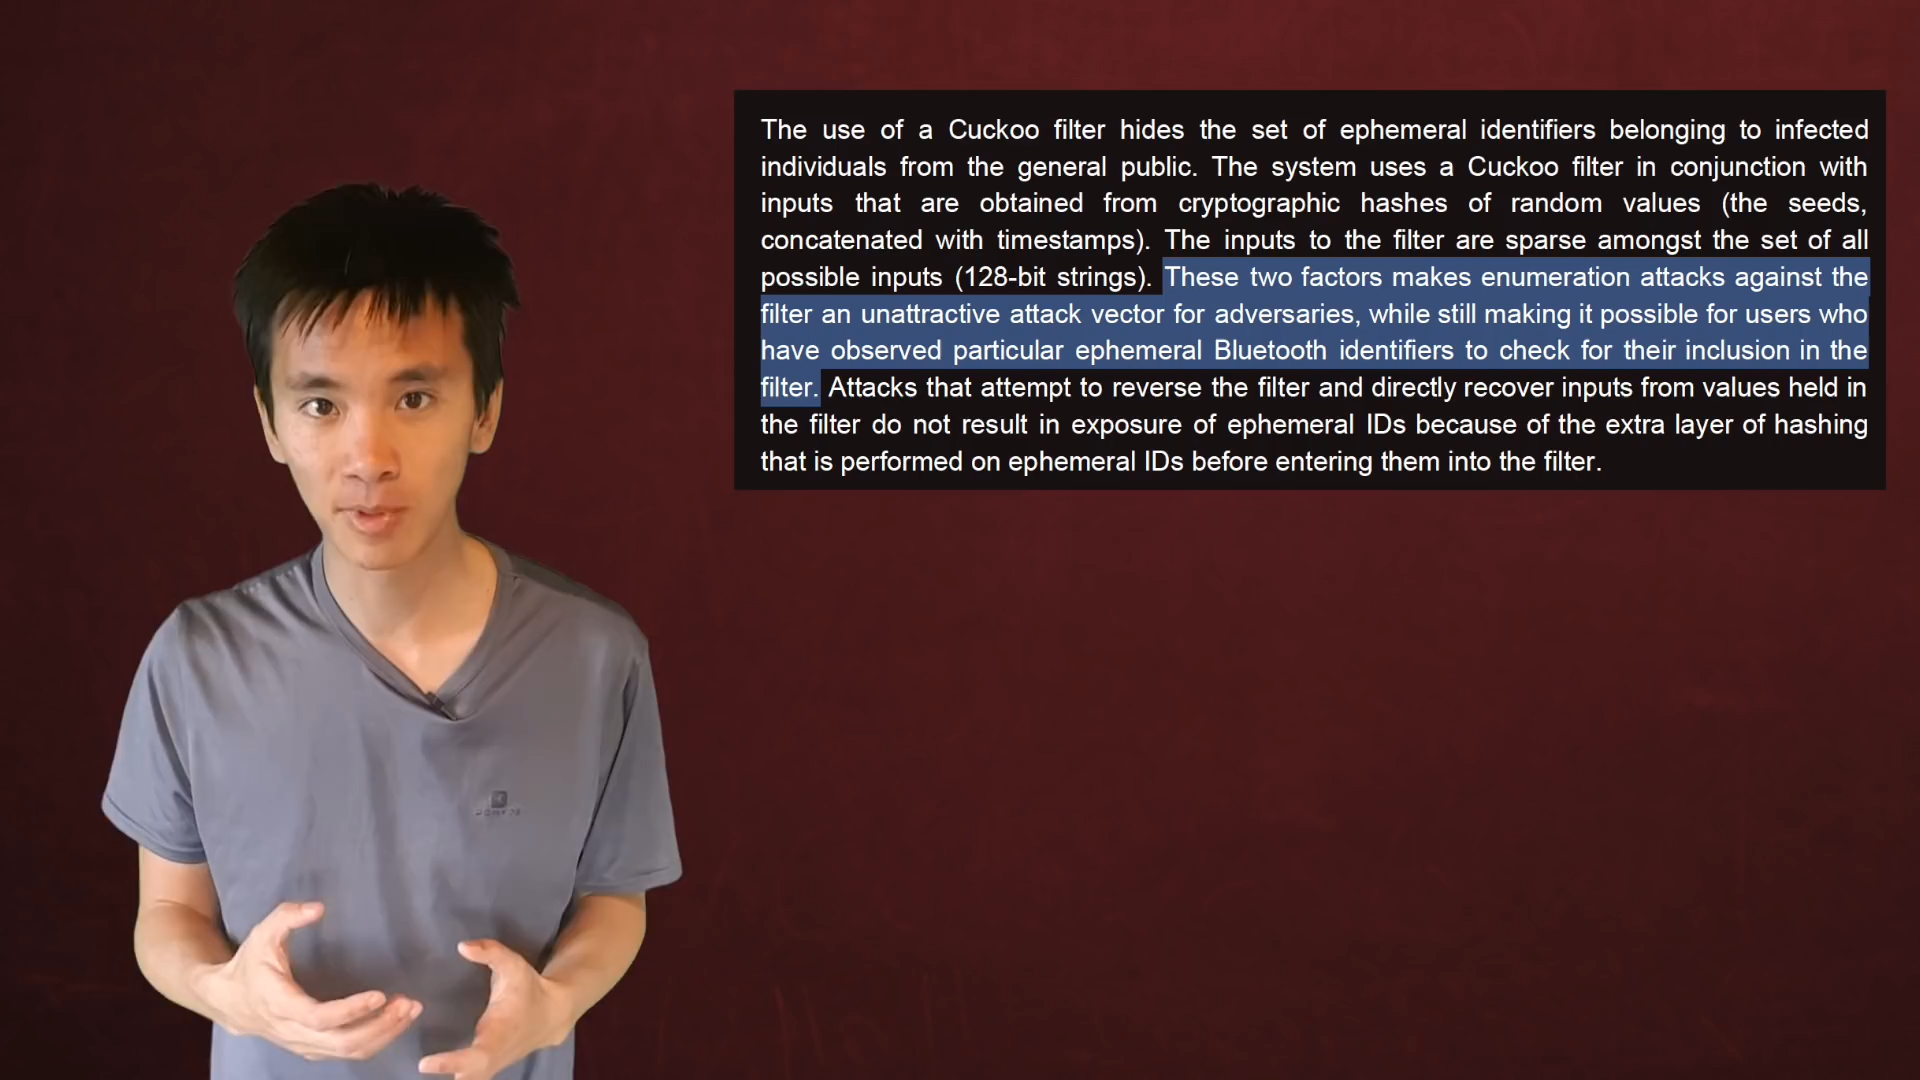 The use of a Cuckoo filter hides the set of ephemeral identifiers belonging to infected
individuals from the general public. The system uses a Cuckoo filter in conjunction with
inputs that are obtained from cryptographic hashes of random values (the seeds,
concatenated with timestamps). The inputs to the filter are sparse amongst the set of all
possible inputs (128-bit strings). These two factors makes enumeration attacks against the
filter an unattractive attack vector for adversaries, while still making it possible for users who
have observed particular ephemeral Bluetooth identifiers to check for their inclusion in the
filter. Attacks that attempt to reverse the filter and directly recover inputs from values held in
the filter do not result in exposure of ephemeral IDs because of the extra layer of hashing
that is performed on ephemeral IDs before entering them into the filter.